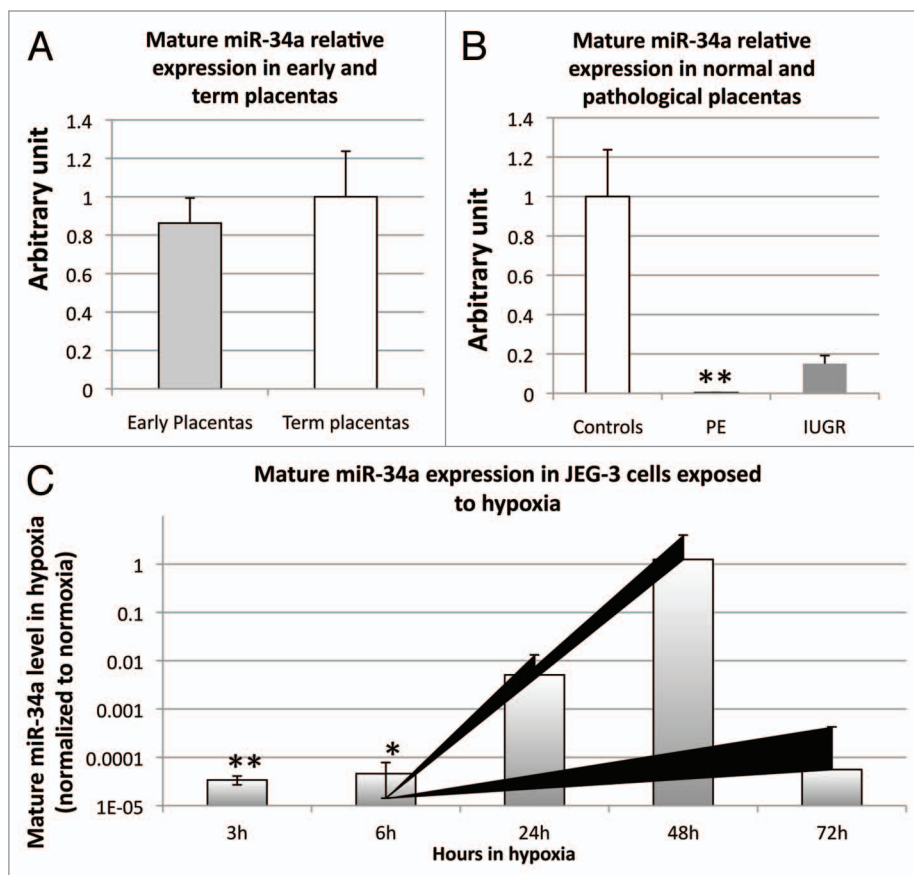 A
Mature miR-34a relative
expression in early and
term placentas
Arbitrary unit
1.4
1.2
1
0.8
0.6
0.4
0.2
0
Early Placentas
Term placentas
B
Mature miR-34a relative
expression in normal and
pathological placentas
Arbitrary unit
1.4
1.2
1
0.8
0.6
0.4
0.2
0
**
Controls
PE
IUGR
C
Mature miR-34a expression in JEG-3 cells exposed
to hypoxia
Mature miR-34a level in hypoxia
(normalized to normoxia)
1
0.1
0.01
0.001
0.0001
1E-05
**
*
3h
6h
24h
48h
72h
Hours in hypoxia